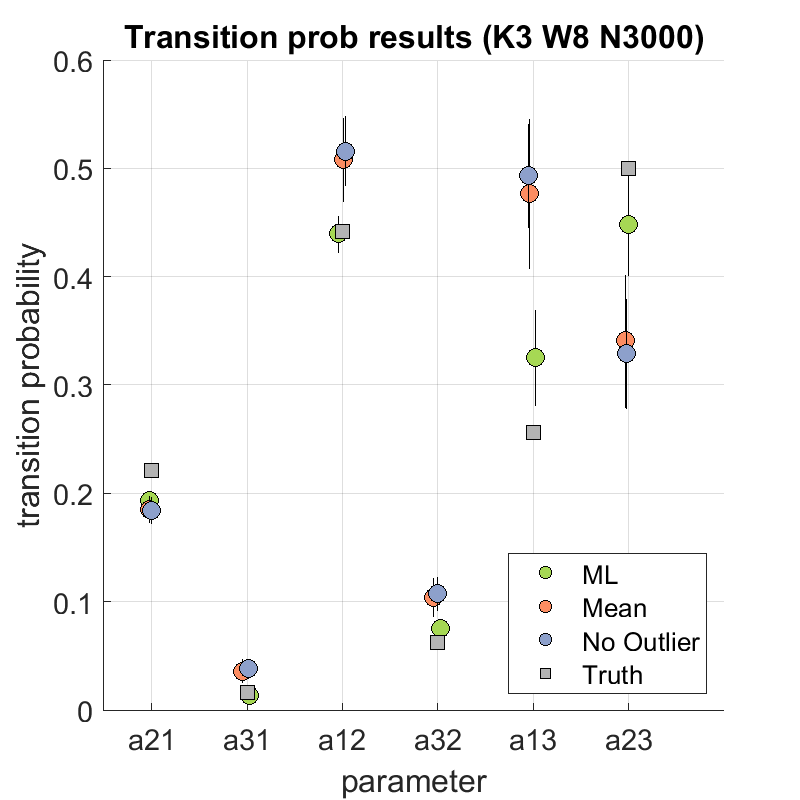 Transition prob results (K3 W8 N3000)
transition probability
0.6
0.5
0.4
0.3
0.2
0.1
0
ML
Mean
No Outlier
Truth
a21 a31 a12 a32 a13 a23
parameter